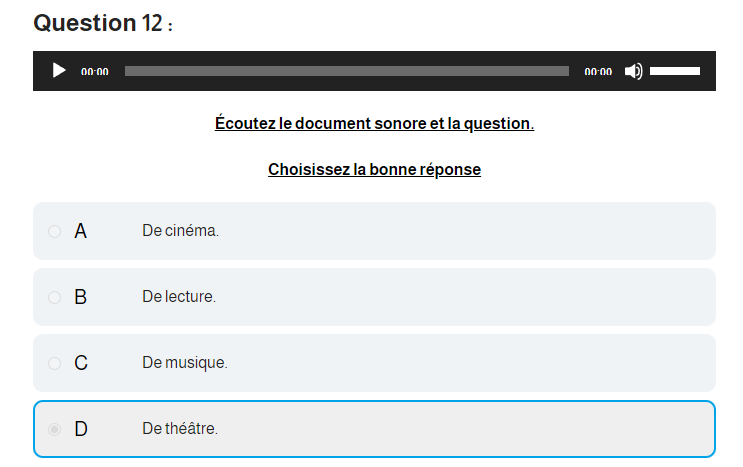 Question 12 :
00:00 00:00
Écoutez le document sonore et la question.
Choisissez la bonne réponse
A De cinéma.
B De lecture.
C De musique.
D De théâtre.